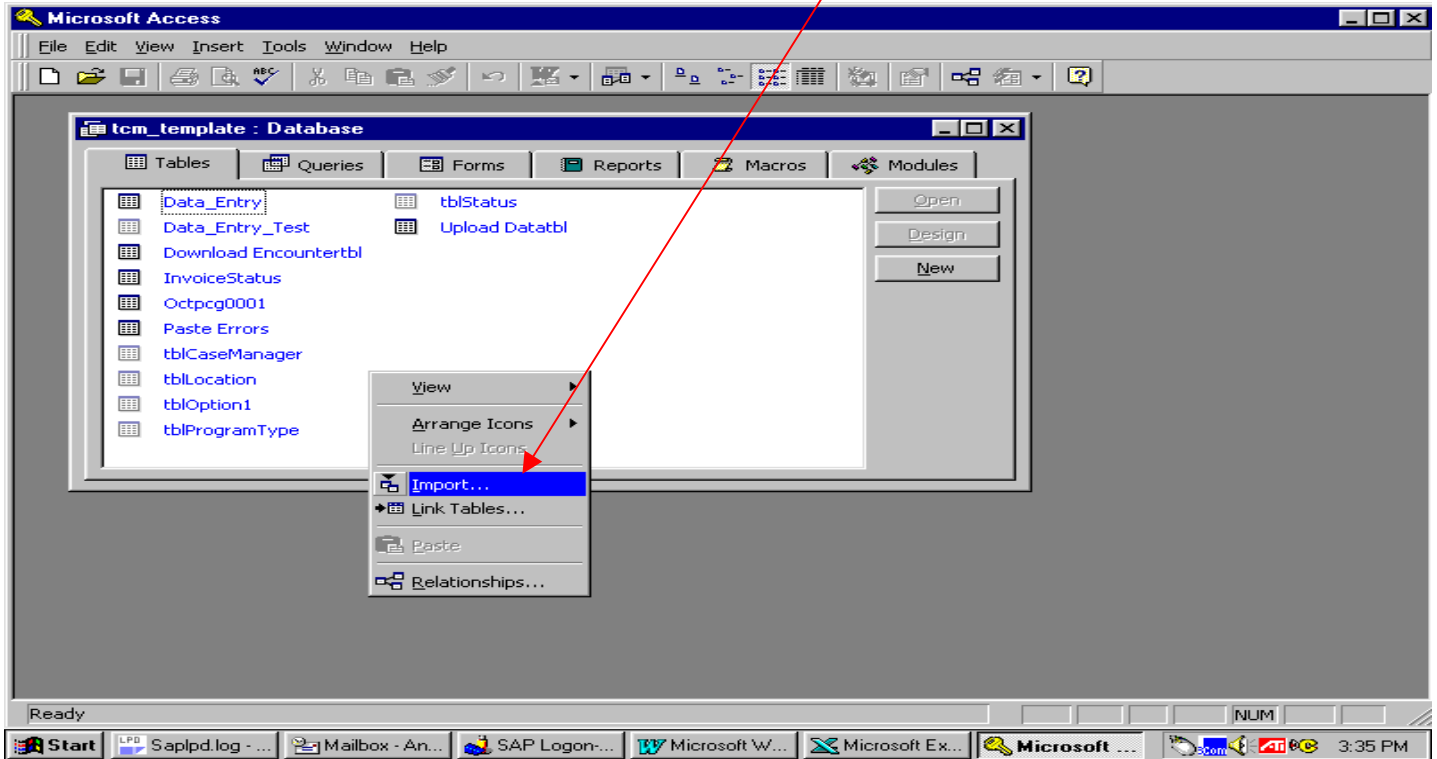 Microsoft Access
File Edit View Insert Tools Window Help
ABC
tcm_template : Database
Tables Queries Forms Reports Macros Modules
Data_Entry
Data_Entry_Test
Download Encountertbl
InvoiceStatus
Octpcg0001
Paste Errors
tblCaseManager
tblLocation
tblOption1
tblProgramType
tblStatus
Upload Datatbl
Open
Design
New
View
Arrange Icons
Line Up Icons
Import...
Link Tables...
Paste
Relationships...
Ready
NUM
Start Saplpd.log - ... Mailbox - An... SAP Logon-... Microsoft W... Microsoft Ex... Microsoft ... 3:35 PM